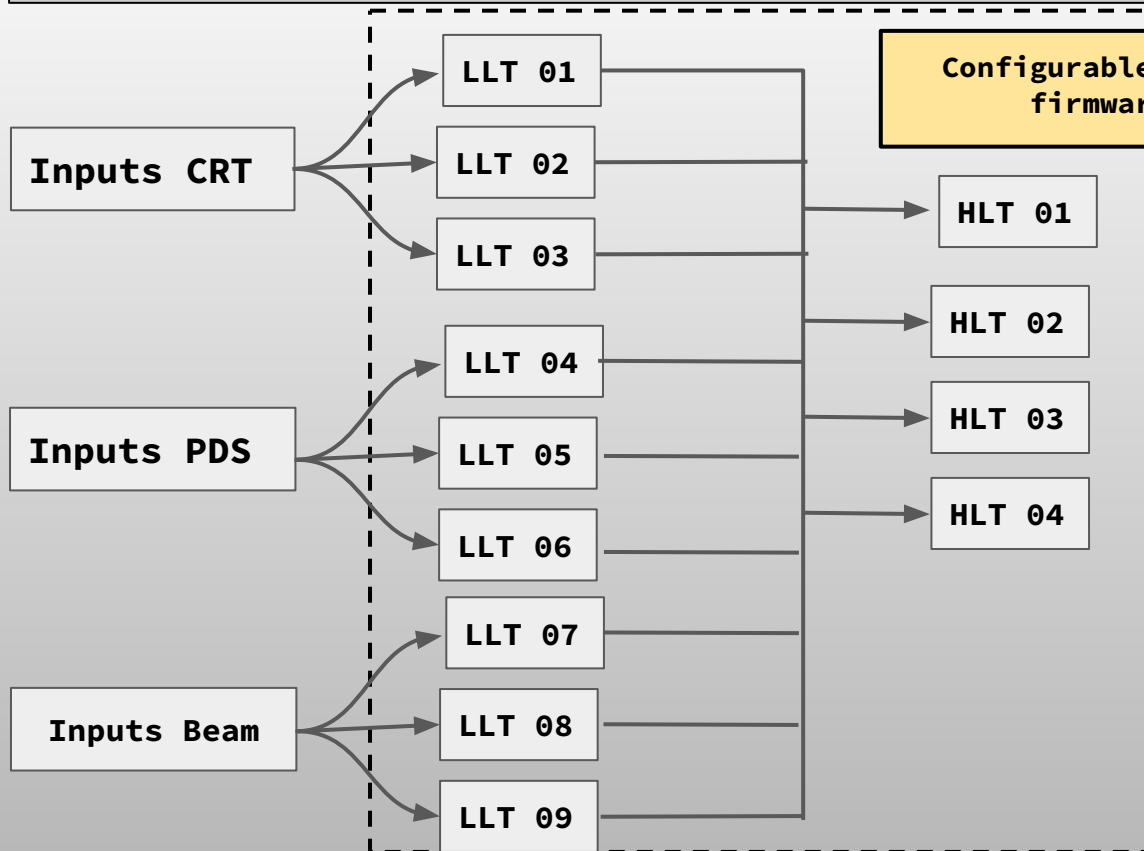 LLT 01
LLT 02
LLT 03
Inputs CRT
LLT 04
LLT 05
LLT 06
Inputs PDS
LLT 07
LLT 08
LLT 09
Inputs Beam
Configurable
HLT 01
HLT 02
HLT 03
HLT 04